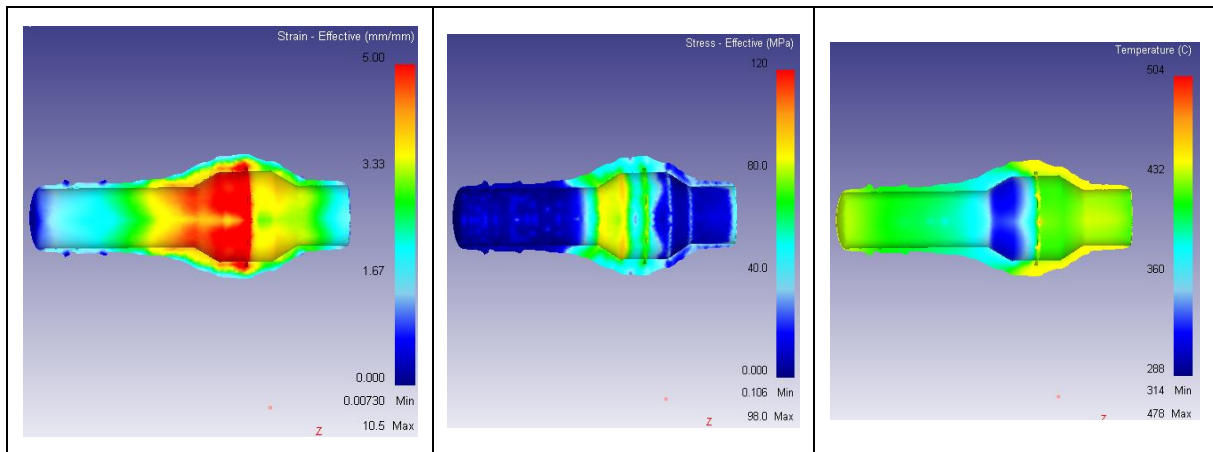 Strain - Effective (mm/mm)
5.00
3.33
1.67
0.000
0.00730 Min
10.5 Max
Z
Stress - Effective (MPa)
120
80.0
40.0
0.000
0.106 Min
98.0 Max
Z
Temperature (C)
504
432
360
288
314 Min
478 Max
Z